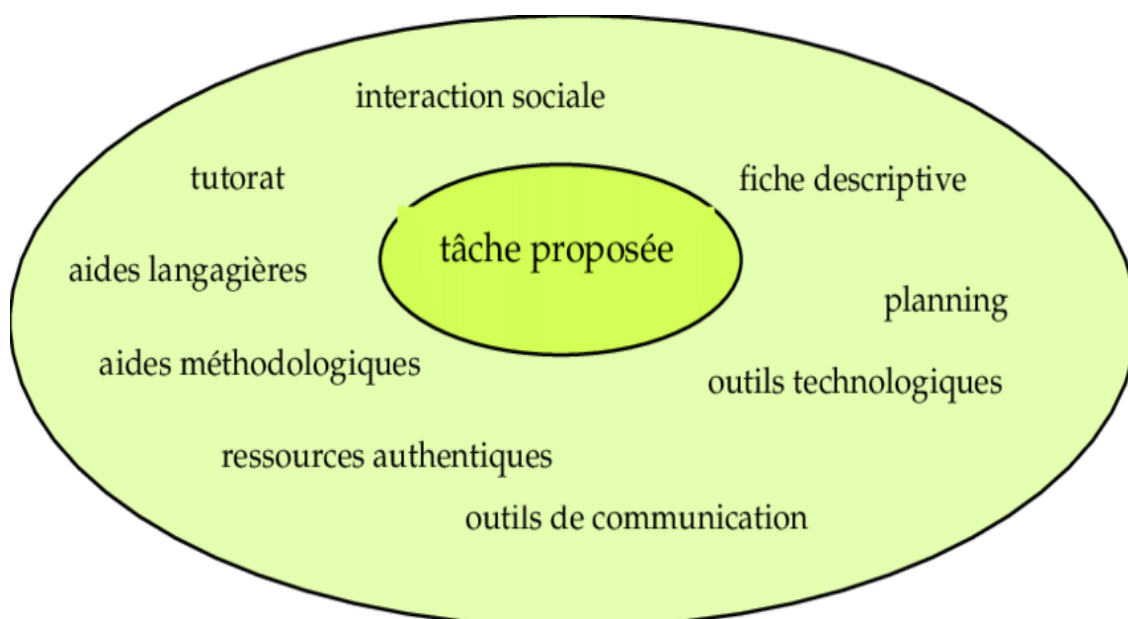 interaction sociale
tutorat
fiche descriptive
tâche proposée
aides langagières
planning
aides méthodologiques
outils technologiques
ressources authentiques
outils de communication